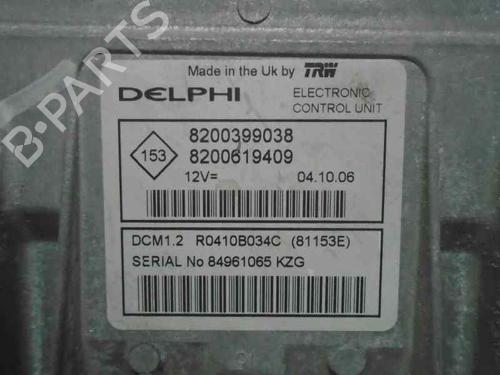 B-PARTS
Made in the Uk by TRW
DELPHI ELECTRONIC
CONTROL UNIT
8200399038
153 8200619409
12V= 04.10.06
DCM1.2 R0410B034C (81153E)
SERIAL No 84961065 KZG